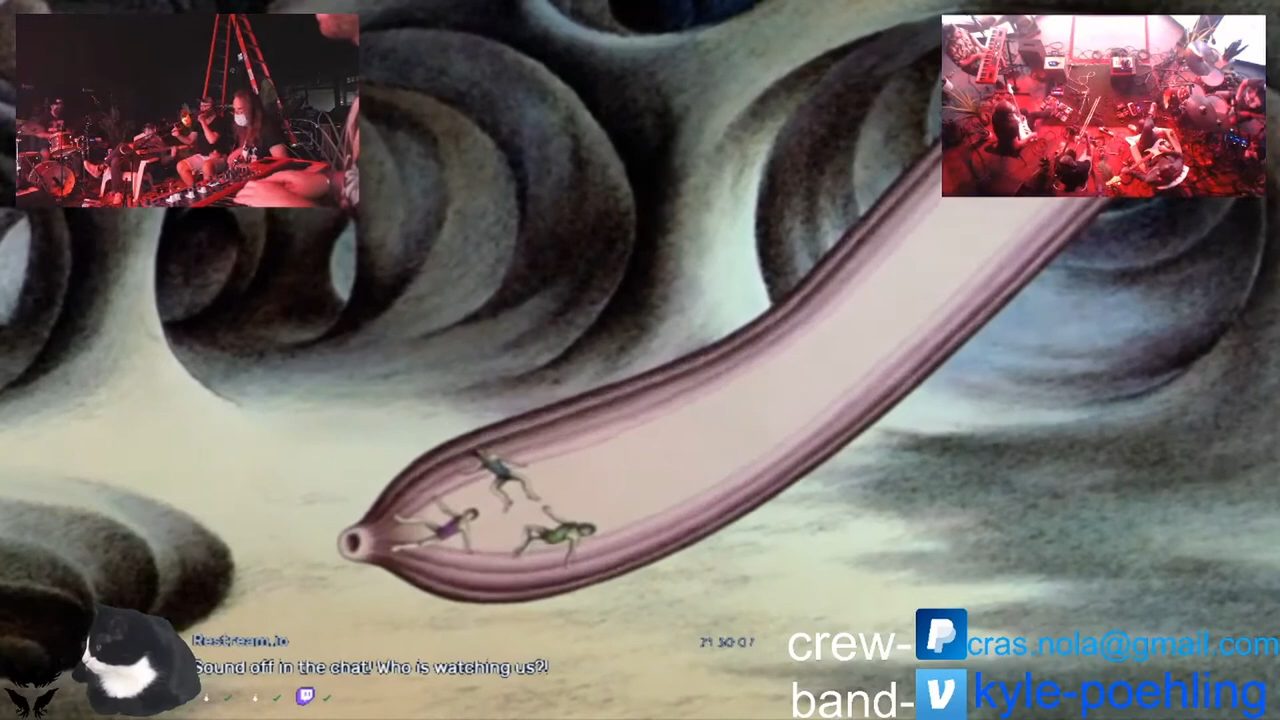 Restream.io
Sound off in the chat! Who is watching us?!
crew-
cras.nola@gmail.com
band-
kyle-poehling